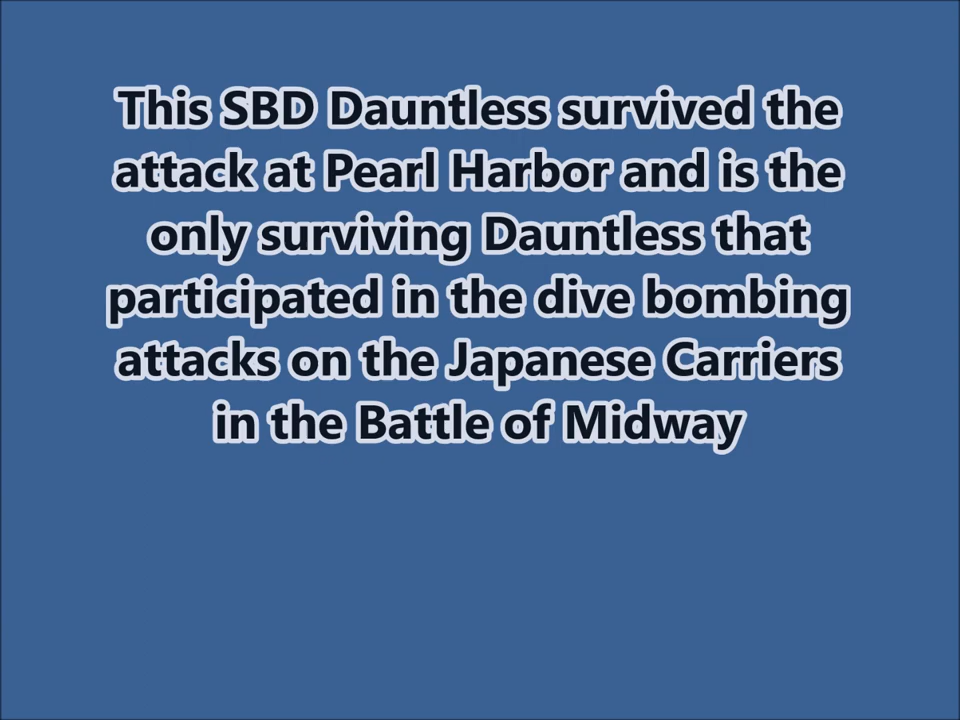 This SBD Dauntless survived the
attack at Pearl Harbor and is the
only surviving Dauntless that
participated in the dive bombing
attacks on the Japanese Carriers
in the Battle of Midway